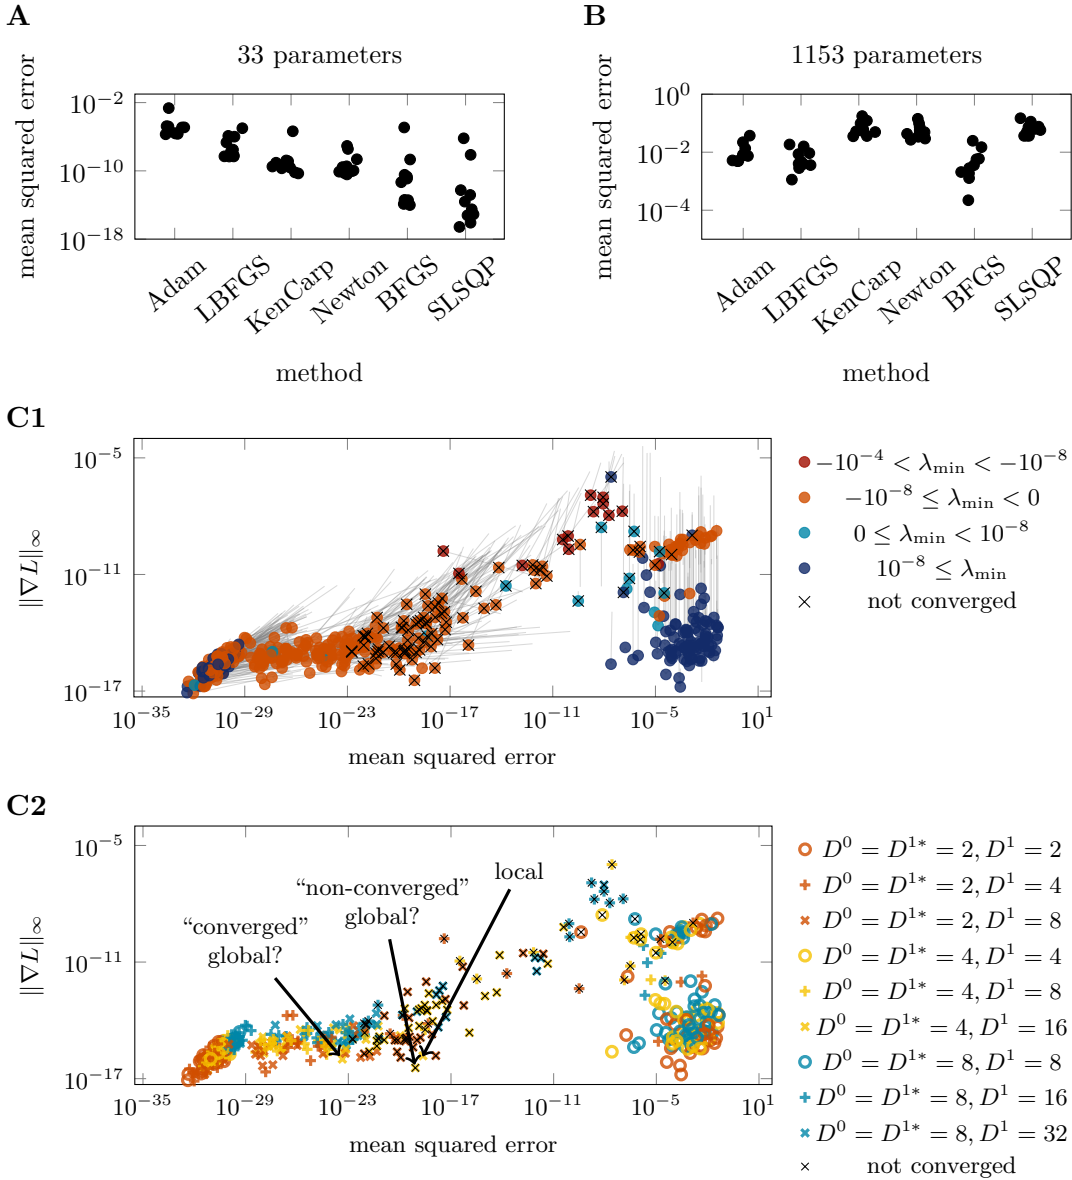 A
33 parameters
mean squared error
10^−2
10^−10
10^−18
Adam
LBFGS
KenCarp
Newton
BFGS
SLSQP
method
B
1153 parameters
mean squared error
10^0
10^−2
10^−4
Adam
LBFGS
KenCarp
Newton
BFGS
SLSQP
method
C1
‖∇L‖_∞
10^−5
10^−11
10^−17
10^−35
10^−29
10^−23
10^−17
10^−11
10^−5
10^1
mean squared error
−10^−4 < λ_min < −10^−8
−10^−8 ≤ λ_min < 0
0 ≤ λ_min < 10^−8
10^−8 ≤ λ_min
not converged
C2
‖∇L‖_∞
10^−5
10^−11
10^−17
“converged”
global?
“non-converged”
global?
local
10^−35
10^−29
10^−23
10^−17
10^−11
10^−5
10^1
mean squared error
D^0 = D^1* = 2, D^1 = 2
D^0 = D^1* = 2, D^1 = 4
D^0 = D^1* = 2, D^1 = 8
D^0 = D^1* = 4, D^1 = 4
D^0 = D^1* = 4, D^1 = 8
D^0 = D^1* = 4, D^1 = 16
D^0 = D^1* = 8, D^1 = 8
D^0 = D^1* = 8, D^1 = 16
D^0 = D^1* = 8, D^1 = 32
not converged